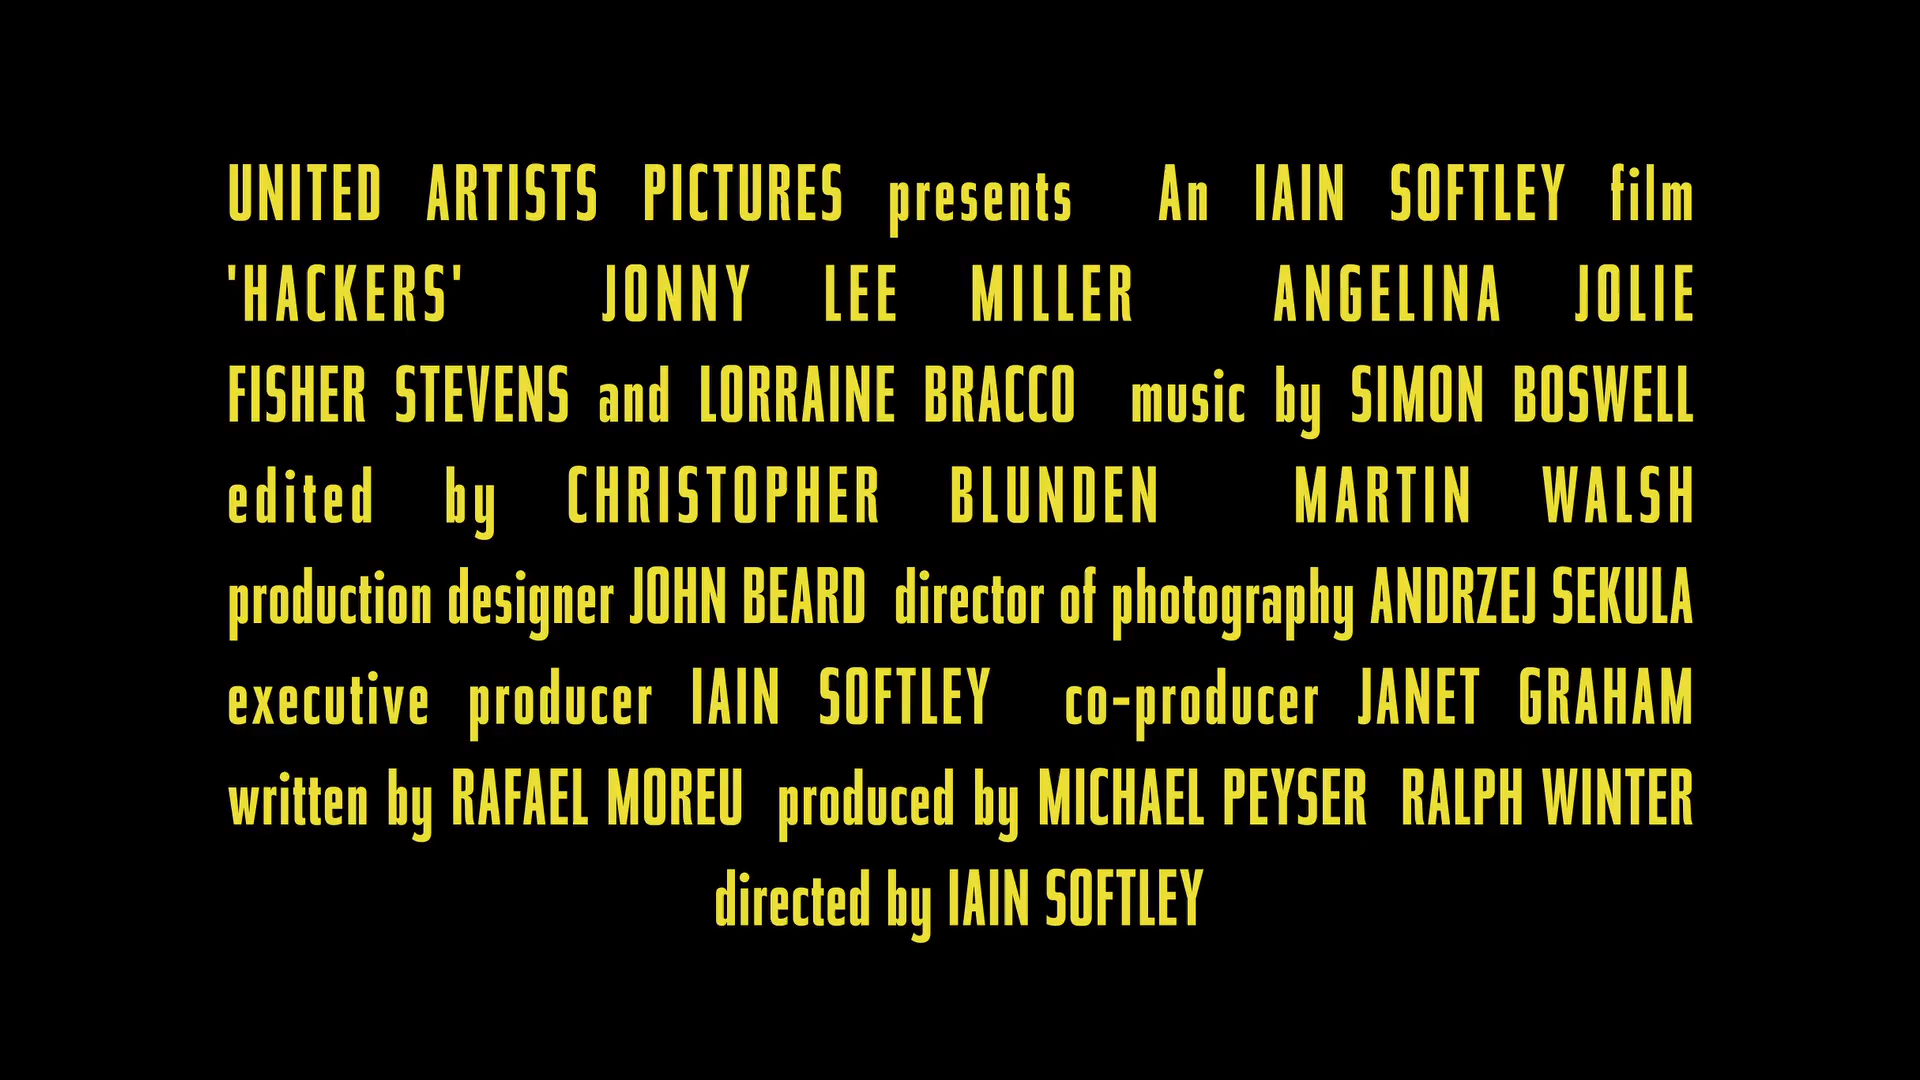 UNITED ARTISTS PICTURES presents An IAIN SOFTLEY film
'HACKERS' JONNY LEE MILLER ANGELINA JOLIE
FISHER STEVENS and LORRAINE BRACCO music by SIMON BOSWELL
edited by CHRISTOPHER BLUNDEN MARTIN WALSH
production designer JOHN BEARD director of photography ANDRZEJ SEKULA
executive producer IAIN SOFTLEY co-producer JANET GRAHAM
written by RAFAEL MOREU produced by MICHAEL PEYSER RALPH WINTER
directed by IAIN SOFTLEY